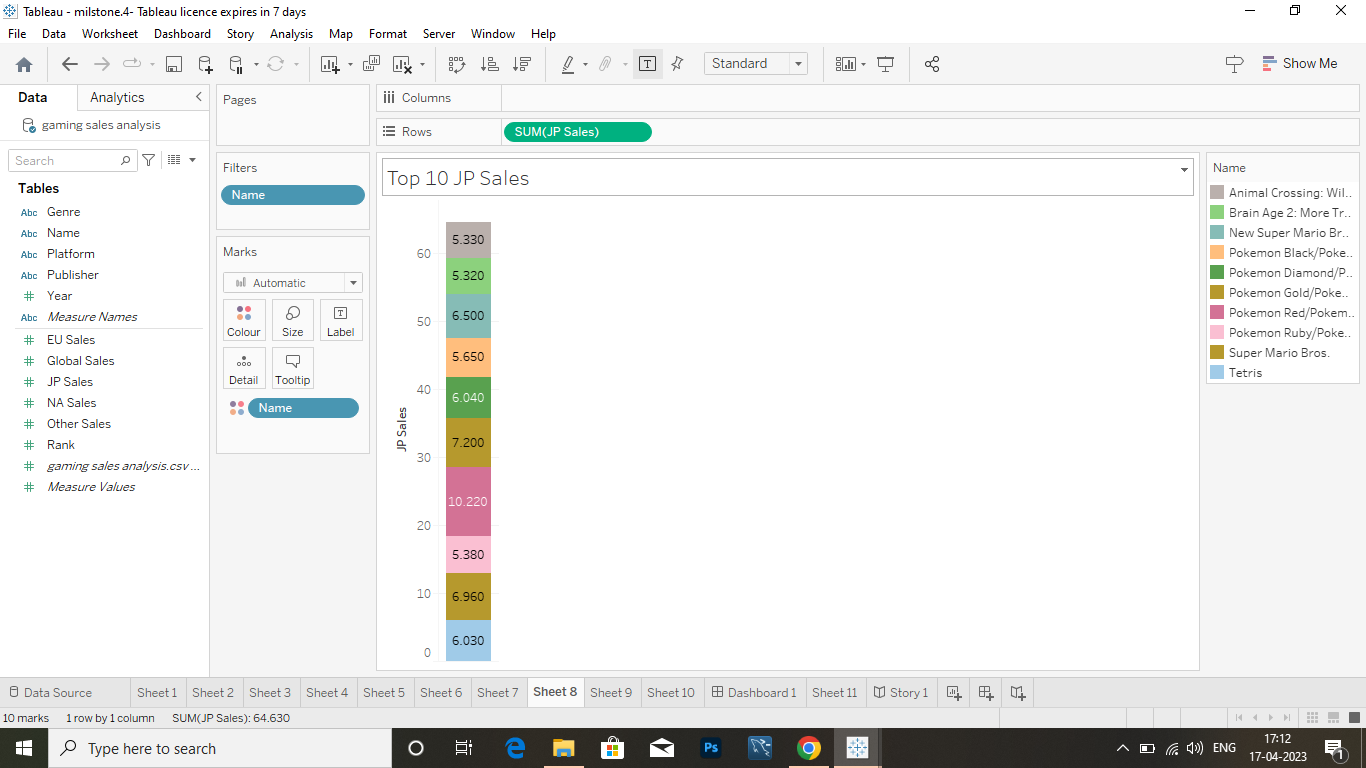 Tableau - milstone.4- Tableau licence expires in 7 days
File Data Worksheet Dashboard Story Analysis Map Format Server Window Help
Standard
Show Me
Data Analytics
gaming sales analysis
Search
Tables
Abc Genre
Abc Name
Abc Platform
Abc Publisher
# Year
Abc Measure Names
# EU Sales
# Global Sales
# JP Sales
# NA Sales
# Other Sales
# Rank
# gaming sales analysis.csv ...
# Measure Values
Pages
Filters
Name
Marks
Automatic
Colour Size Label
Detail Tooltip
Name
Columns
Rows SUM(JP Sales)
Top 10 JP Sales
JP Sales
60
50
40
30
20
10
0
5.330
5.320
6.500
5.650
6.040
7.200
10.220
5.380
6.960
6.030
Name
Animal Crossing: Wil..
Brain Age 2: More Tr..
New Super Mario Br..
Pokemon Black/Poke..
Pokemon Diamond/P..
Pokemon Gold/Poke..
Pokemon Red/Pokem..
Pokemon Ruby/Poke..
Super Mario Bros.
Tetris
Data Source Sheet 1 Sheet 2 Sheet 3 Sheet 4 Sheet 5 Sheet 6 Sheet 7 Sheet 8 Sheet 9 Sheet 10 Dashboard 1 Sheet 11 Story 1
10 marks 1 row by 1 column SUM(JP Sales): 64.630
Type here to search
Ps
ENG
17:12
17-04-2023
1